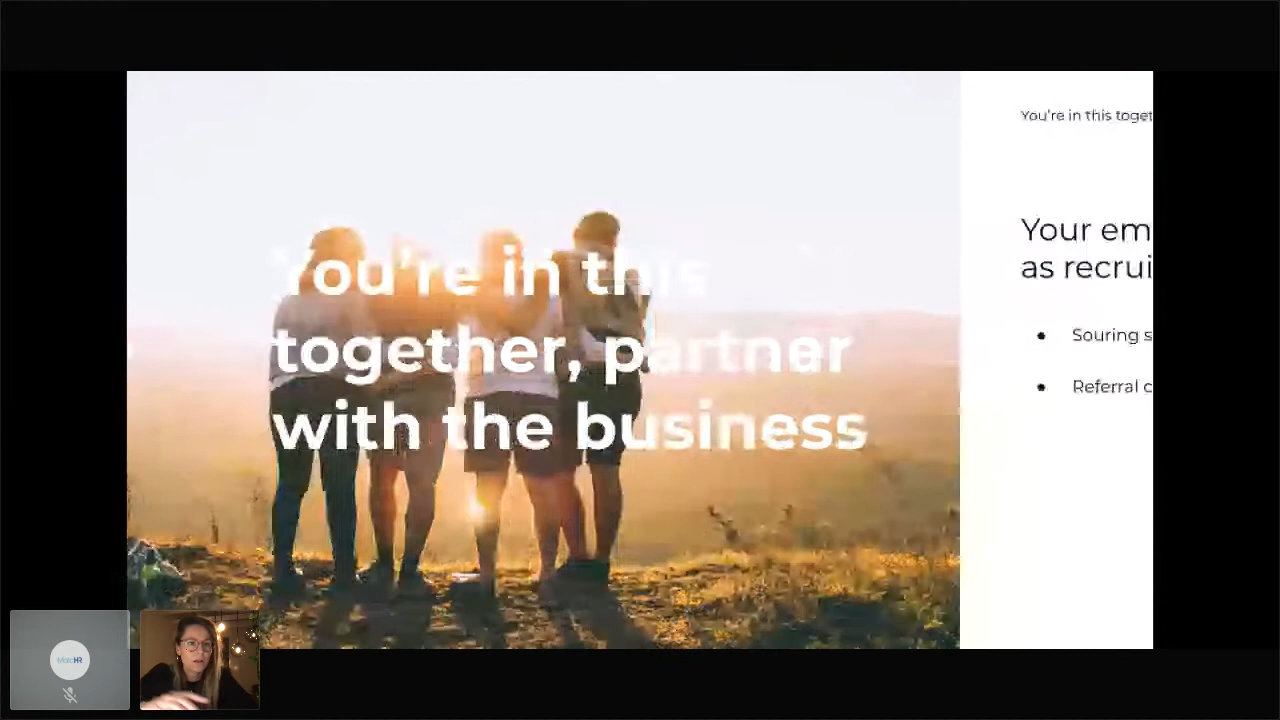 You're in this
together, partner
with the business
You're in this toget
Your em
as recrui
Souring s
Referral c
MatcHR